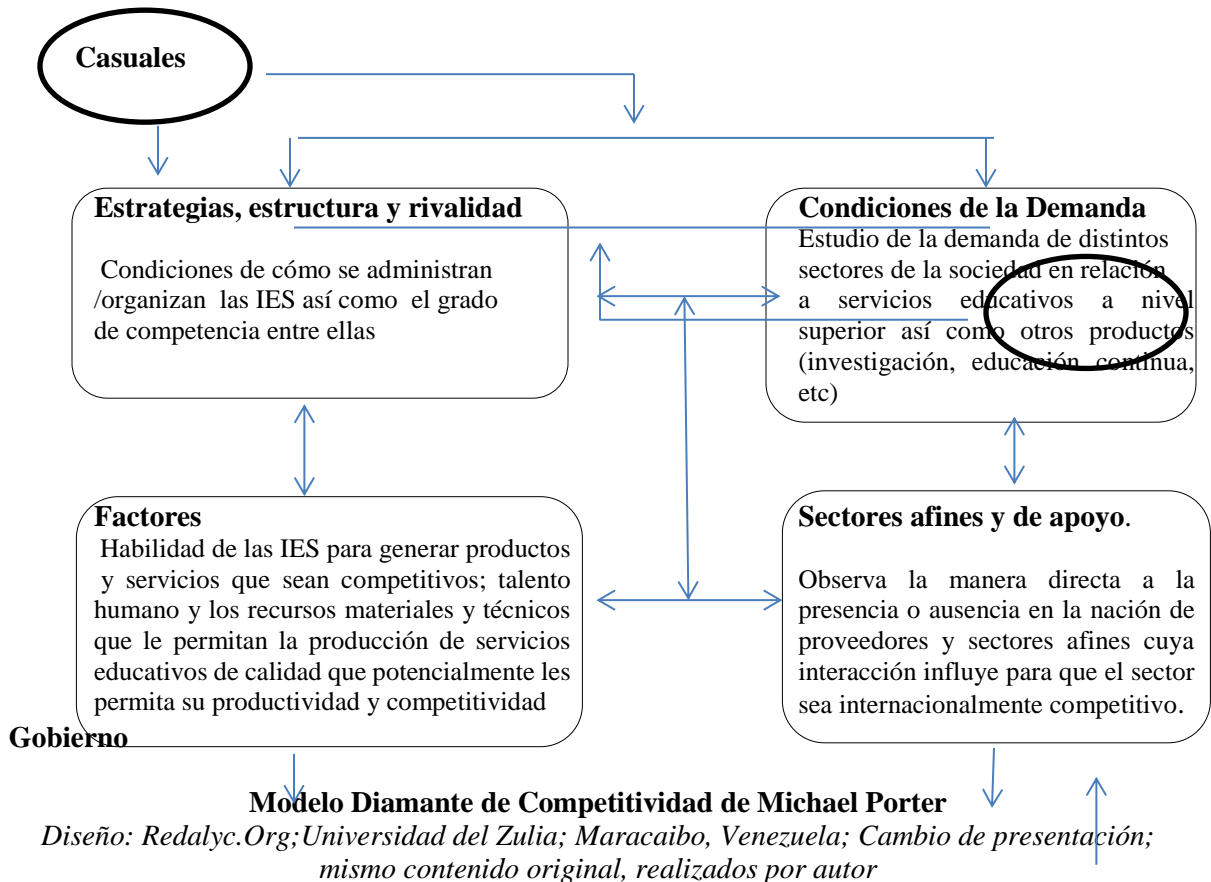 Casuales
Estrategias, estructura y rivalidad
Condiciones de cómo se administran
/organizan las IES así como el grado
de competencia entre ellas
Condiciones de la Demanda
Estudio de la demanda de distintos
sectores de la sociedad en relación
a servicios educativos a nivel
superior así como otros productos
(investigación, educación continua,
etc)
Factores
Habilidad de las IES para generar productos
y servicios que sean competitivos; talento
humano y los recursos materiales y técnicos
que le permitan la producción de servicios
educativos de calidad que potencialmente les
permita su productividad y competitividad
Sectores afines y de apoyo.
Observa la manera directa a la
presencia o ausencia en la nación de
proveedores y sectores afines cuya
interacción influye para que el sector
sea internacionalmente competitivo.
Gobierno
Modelo Diamante de Competitividad de Michael Porter
Diseño: Redalyc.Org;Universidad del Zulia; Maracaibo, Venezuela; Cambio de presentación;
mismo contenido original, realizados por autor